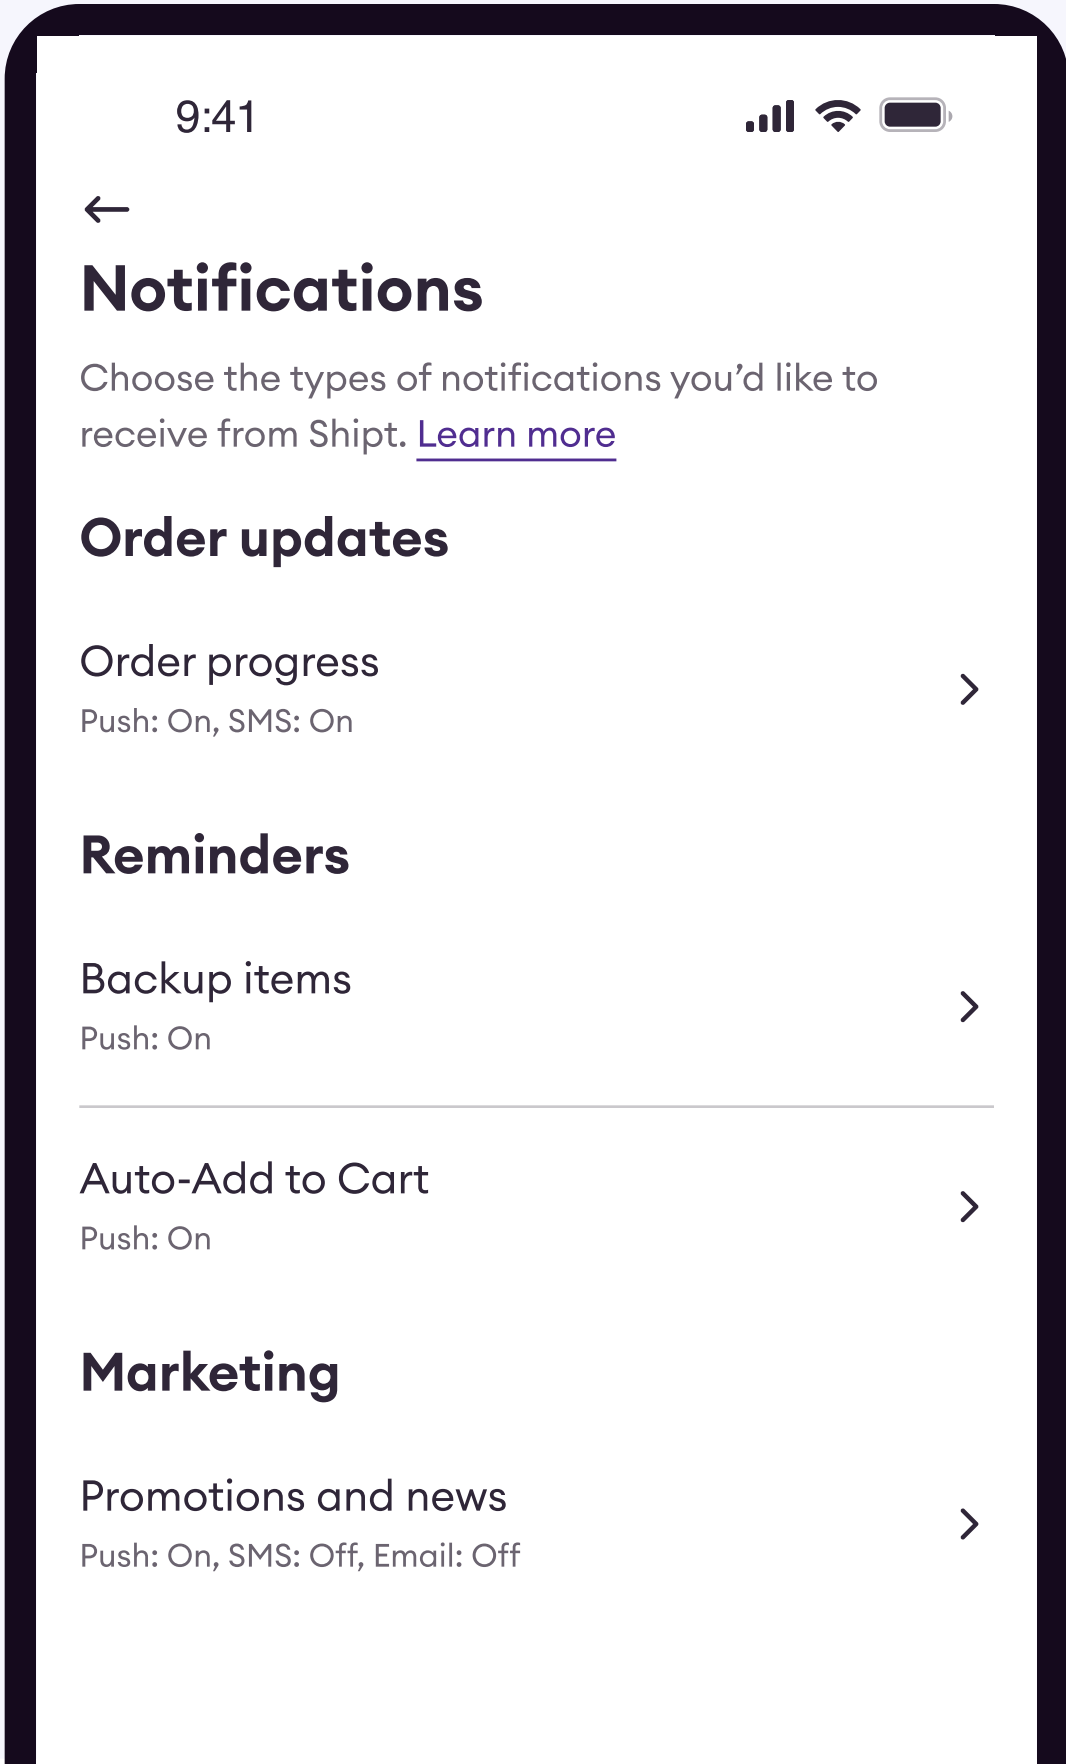 9:41
Notifications
Choose the types of notifications you’d like to
receive from Shipt. Learn more
Order updates
Order progress
Push: On, SMS: On
Reminders
Backup items
Push: On
Auto-Add to Cart
Push: On
Marketing
Promotions and news
Push: On, SMS: Off, Email: Off